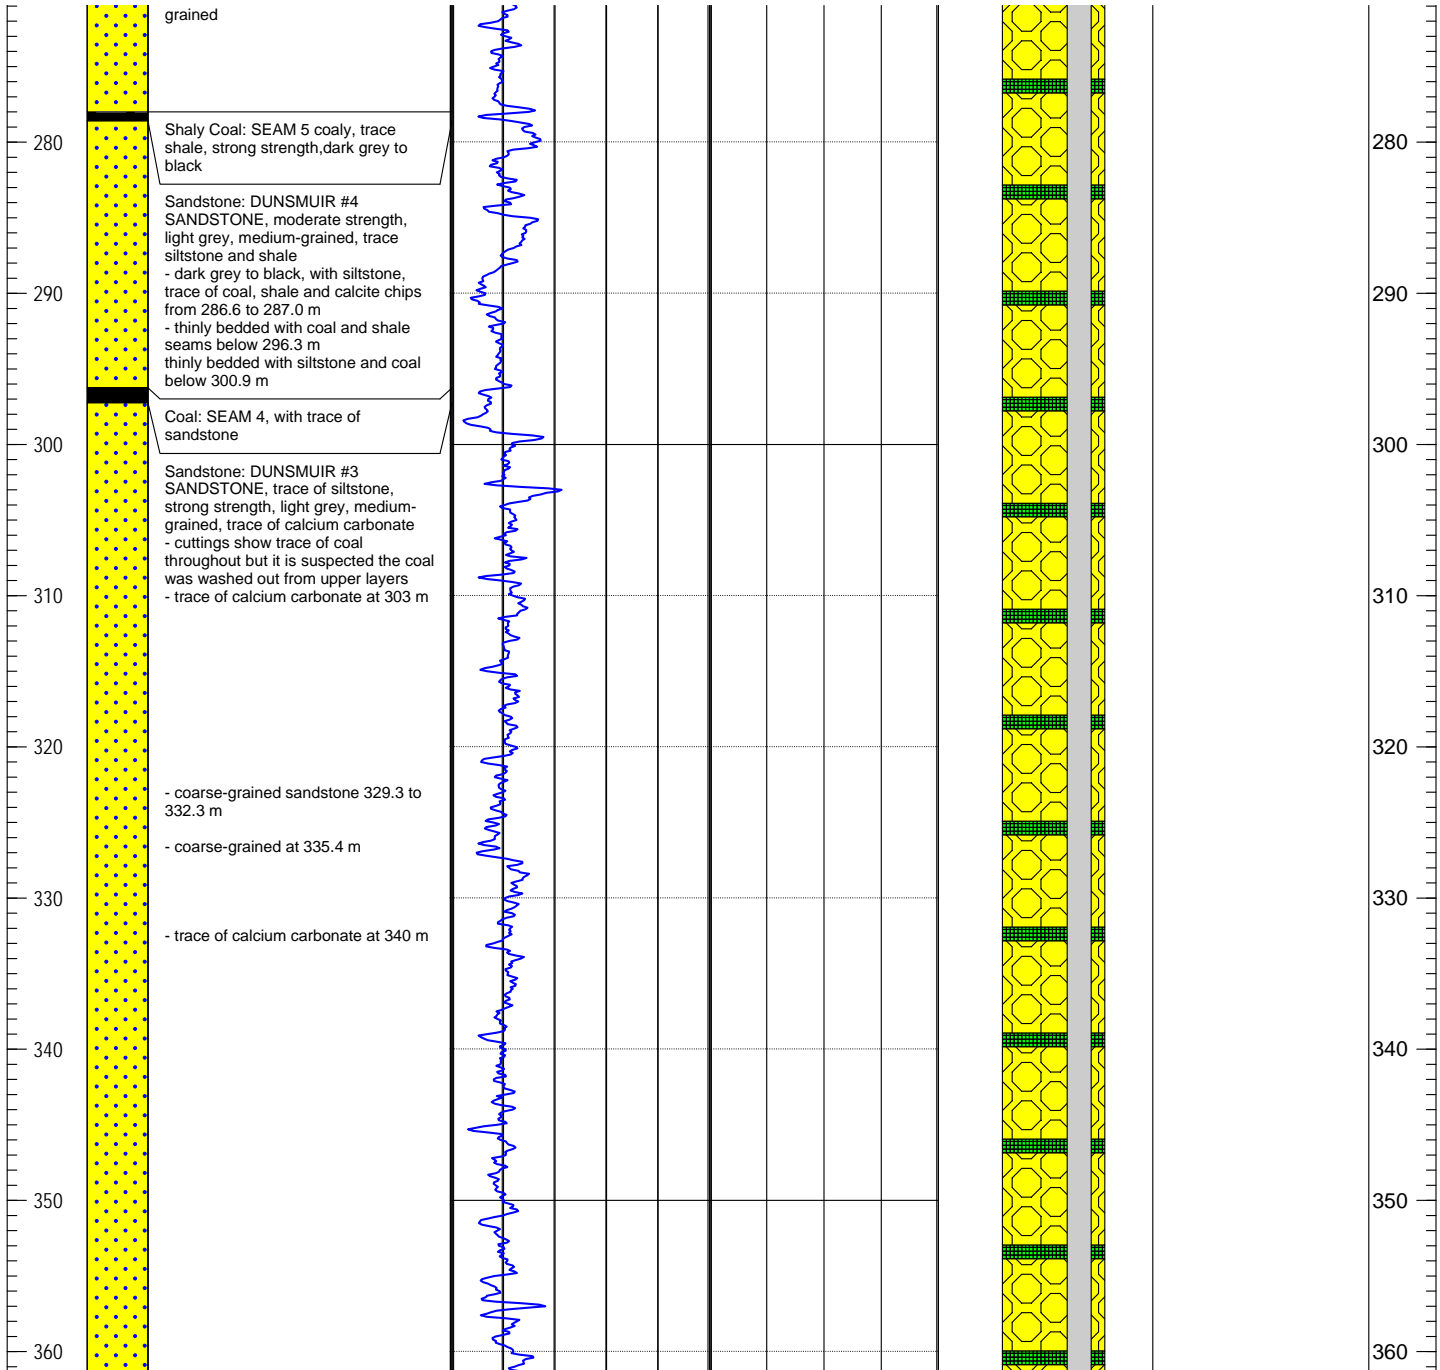 grained
Shaly Coal: SEAM 5 coaly, trace
shale, strong strength,dark grey to
black
Sandstone: DUNSMUIR #4
SANDSTONE, moderate strength,
light grey, medium-grained, trace
siltstone and shale
- dark grey to black, with siltstone,
trace of coal, shale and calcite chips
from 286.6 to 287.0 m
- thinly bedded with coal and shale
seams below 296.3 m
thinly bedded with siltstone and coal
below 300.9 m
Coal: SEAM 4, with trace of
sandstone
Sandstone: DUNSMUIR #3
SANDSTONE, trace of siltstone,
strong strength, light grey, medium-
grained, trace of calcium carbonate
- cuttings show trace of coal
throughout but it is suspected the coal
was washed out from upper layers
- trace of calcium carbonate at 303 m
- coarse-grained sandstone 329.3 to
332.3 m
- coarse-grained at 335.4 m
- trace of calcium carbonate at 340 m
280
290
300
310
320
330
340
350
360
280
290
300
310
320
330
340
350
360